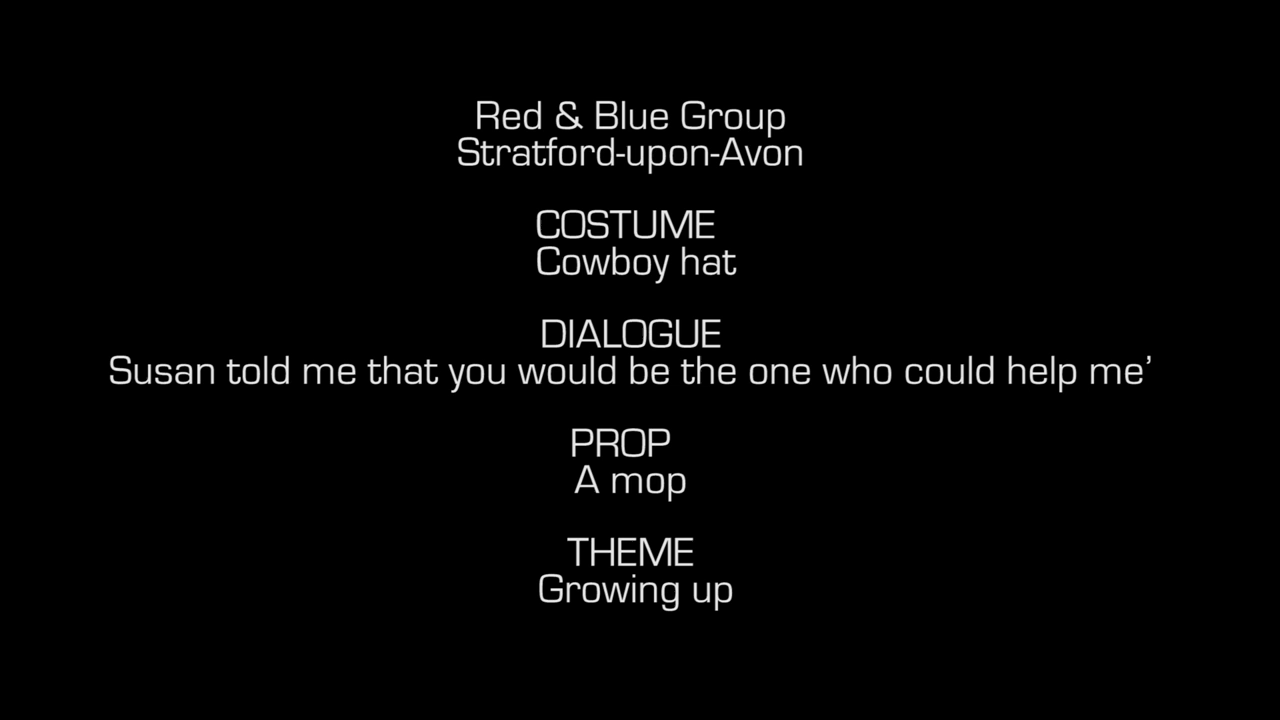 Red & Blue Group
Stratford-upon-Avon
COSTUME
Cowboy hat
DIALOGUE
Susan told me that you would be the one who could help me’
PROP
A mop
THEME
Growing up